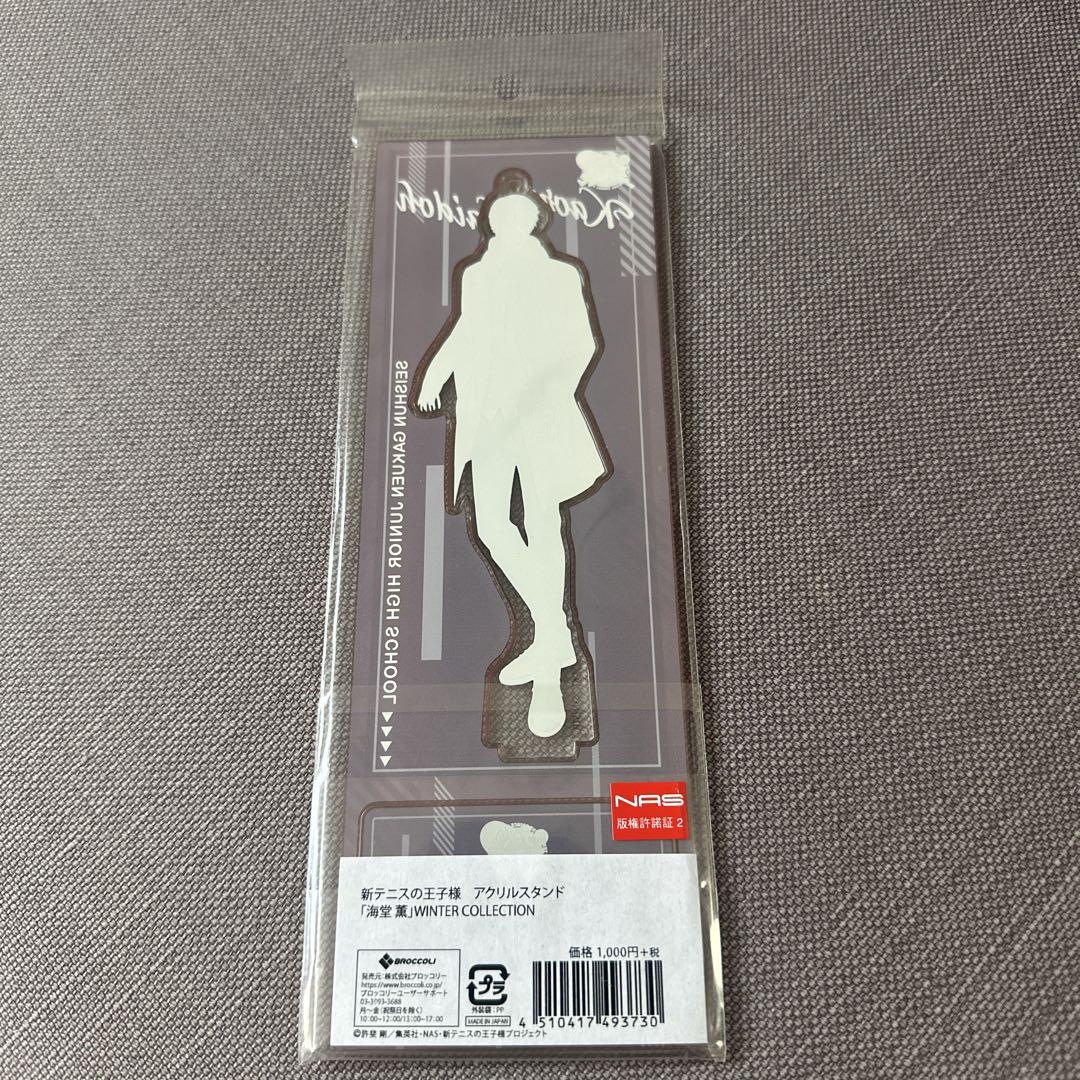 Kaoru Kaidoh
SEISHUN GAKUEN JUNIOR HIGH SCHOOL
NAS
版権許諾証 2
新テニスの王子様 アクリルスタンド
「海堂 薫」WINTER COLLECTION
価格 1,000円+税
BROCCOLI
発売元:株式会社ブロッコリー
https://www.broccoli.co.jp/
ブロッコリーユーザーサポート
03-3993-3688
月～金(祝祭日を除く)
10:00~12:00/13:00~17:00
プラ
外装袋:PP
MADE IN JAPAN
4 510417 493730
©許斐 剛／集英社・NAS・新テニスの王子様プロジェクト